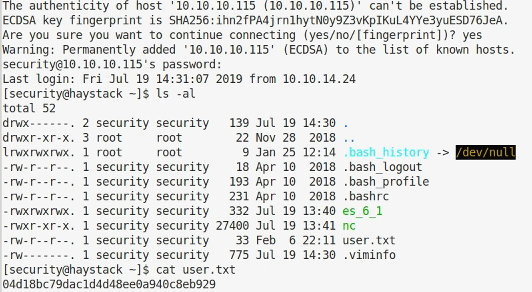 The authenticity of host '10.10.10.115 (10.10.10.115)' can't be established.
ECDSA key fingerprint is SHA256:ihn2fPA4jrn1hytN0y9Z3vKpIKuL4YYe3yuESD76JeA.
Are you sure you want to continue connecting (yes/no/[fingerprint])? yes
Warning: Permanently added '10.10.10.115' (ECDSA) to the list of known hosts.
security@10.10.10.115's password:
Last login: Fri Jul 19 14:31:07 2019 from 10.10.14.24
[security@haystack ~]$ ls -al
total 52
drwx------. 2 security security   139 Jul 19 14:30 .
drwxr-xr-x. 3 root     root        22 Nov 28  2018 ..
lrwxrwxrwx. 1 root     root         9 Jan 25 12:14 .bash_history -> /dev/null
-rw-r--r--. 1 security security    18 Apr 10  2018 .bash_logout
-rw-r--r--. 1 security security   193 Apr 10  2018 .bash_profile
-rw-r--r--. 1 security security   231 Apr 10  2018 .bashrc
-rwxrwxrwx. 1 security security   332 Jul 19 13:40 es_6_1
-rwxr-xr-x. 1 security security 27400 Jul 19 13:41 nc
-rw-r--r--. 1 security security    33 Feb  6 22:11 user.txt
-rw-------. 1 security security   775 Jul 19 14:30 .viminfo
[security@haystack ~]$ cat user.txt
04d18bc79dac1d4d48ee0a940c8eb929